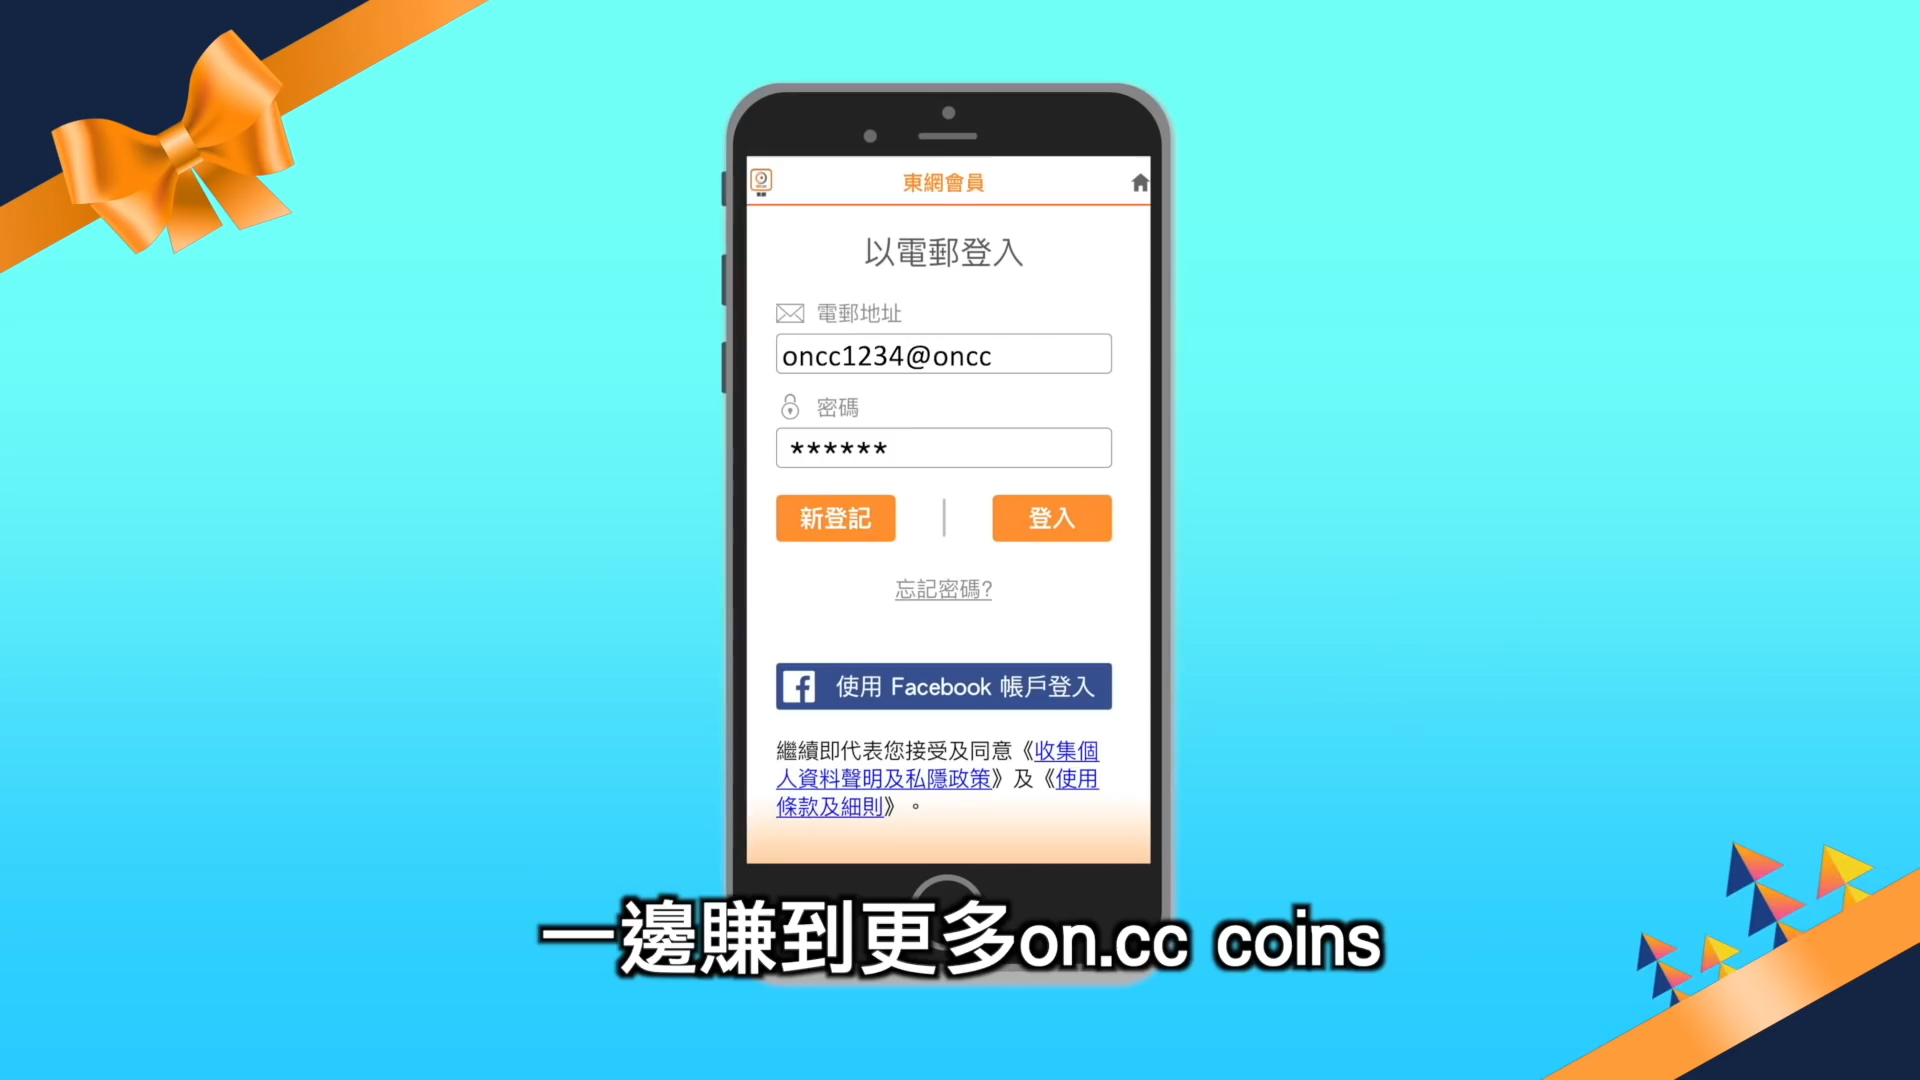 東網會員
以電郵登入
電郵地址
oncc1234@oncc
密碼
******
新登記
登入
忘記密碼?
使用 Facebook 帳戶登入
繼續即代表您接受及同意《收集個
人資料聲明及私隱政策》及《使用
條款及細則》。
一邊賺到更多on.cc coins